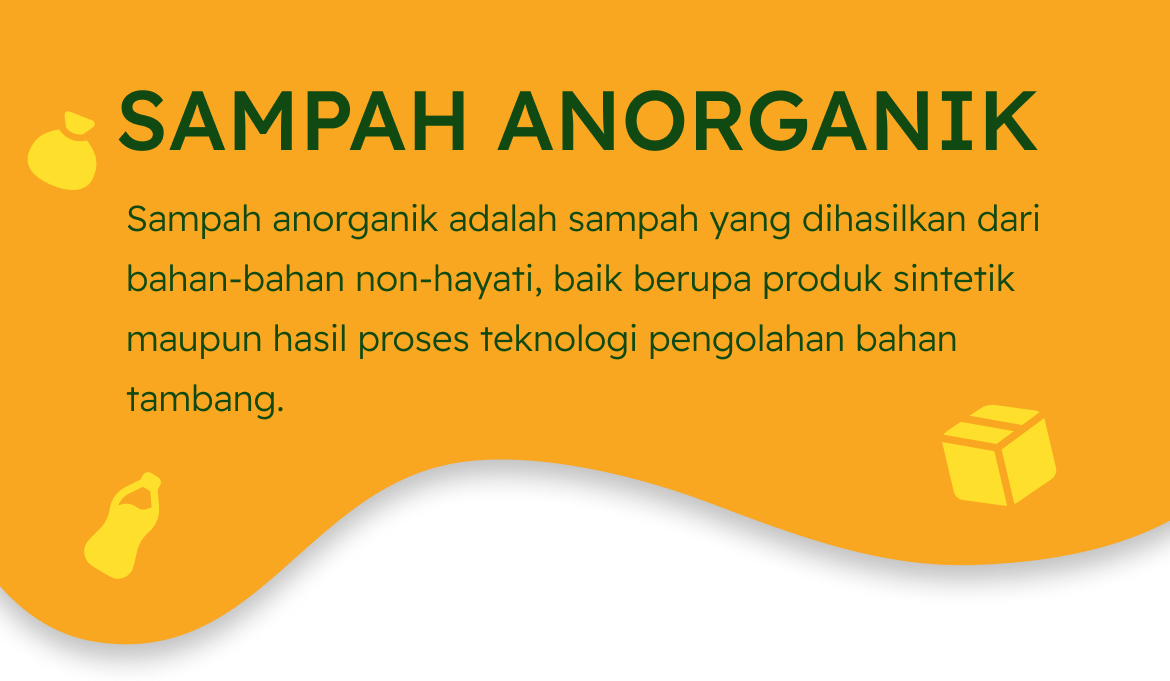 SAMPAH ANORGANIK
Sampah anorganik adalah sampah yang dihasilkan dari
bahan-bahan non-hayati, baik berupa produk sintetik
maupun hasil proses teknologi pengolahan bahan
tambang.